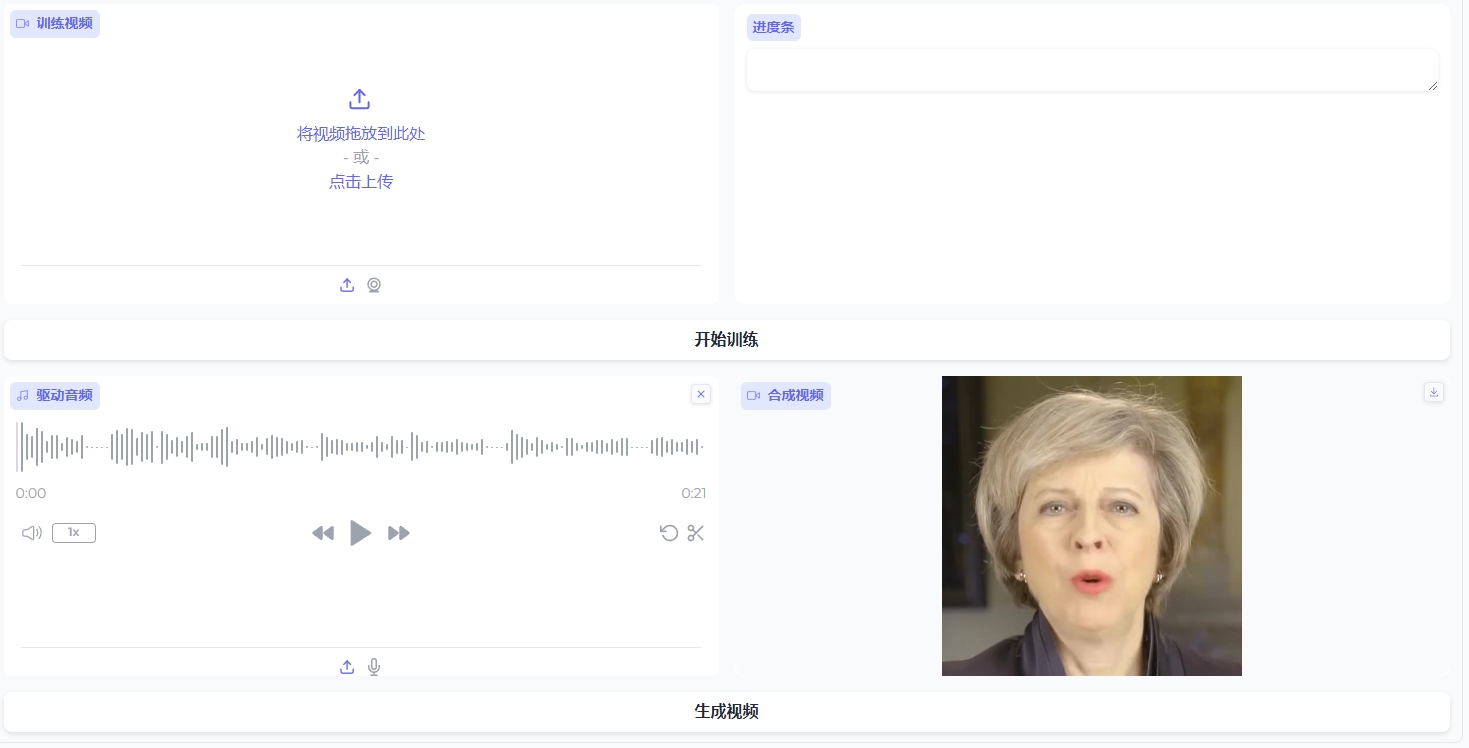 训练视频
进度条
将视频拖放到此处
- 或 -
点击上传
开始训练
驱动音频
合成视频
0:00
0:21
1x
生成视频